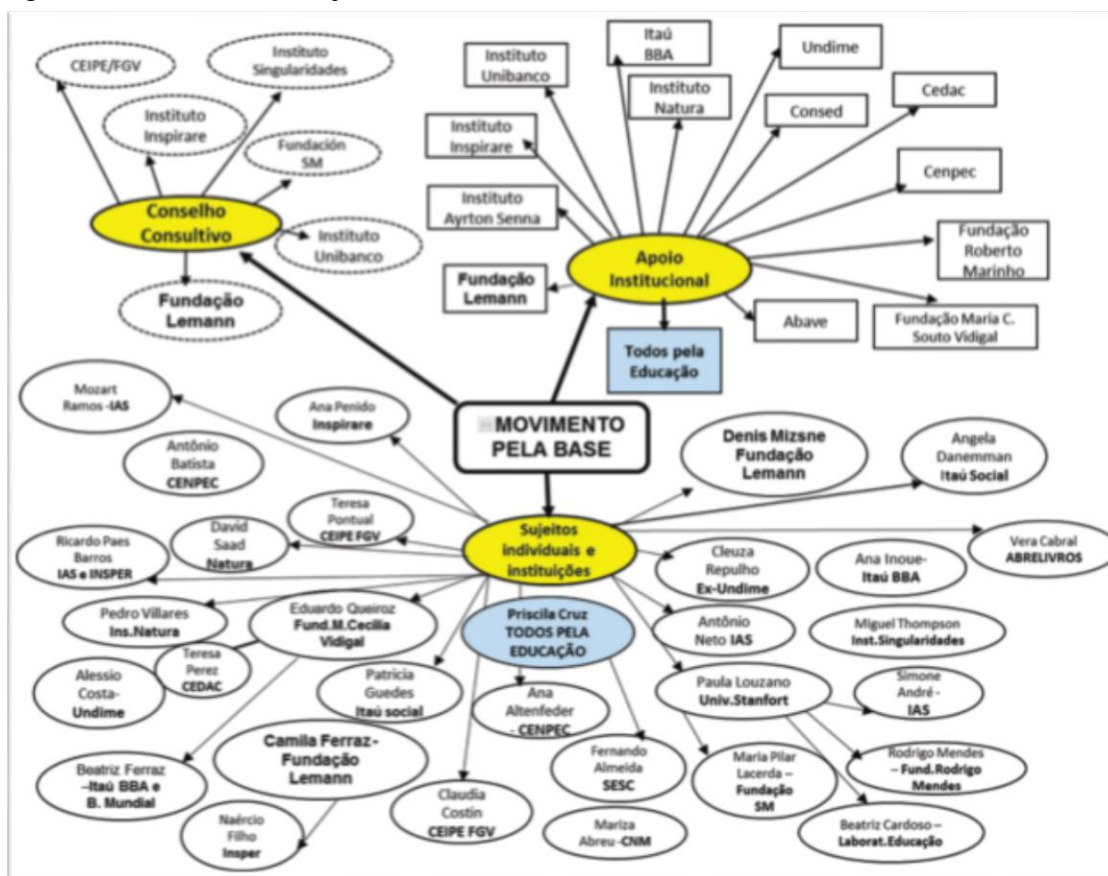 CEIPE/FGV
Instituto
Singularidades
Instituto
Inspirare
Fundación
SM
Conselho
Consultivo
Instituto
Unibanco
Fundação
Lemann
Itaú
BBA
Undime
Instituto
Unibanco
Instituto
Natura
Cedac
Consed
Instituto
Inspirare
Cenpec
Instituto
Ayrton Senna
Apoio
Institucional
Fundação
Roberto
Marinho
Fundação
Lemann
Abave
Fundação Maria C.
Souto Vidigal
Todos pela
Educação
MOVIMENTO
PELA BASE
Mozart
Ramos -IAS
Ana Penido
Inspirare
Antônio
Batista
CENPEC
Denis Mizsne
Fundação
Lemann
Angela
Danemman
Itaú Social
Teresa
Pontual
CEIPE FGV
David
Saad
Natura
Sujeitos
individuais e
instituições
Ricardo Paes
Barros
IAS e INSPER
Cleuza
Repulho
Ex-Undime
Ana Inoue-
Itaú BBA
Vera Cabral
ABRELIVROS
Pedro Villares
Ins.Natura
Eduardo Queiroz
Fund.M.Cecilia
Vidigal
Priscila Cruz
TODOS PELA
EDUCAÇÃO
Antônio
Neto IAS
Miguel Thompson
Inst.Singularidades
Teresa
Perez
CEDAC
Alessio
Costa-
Undime
Patricia
Guedes
Itaú social
Ana
Altenfeder
- CENPEC
Paula Louzano
Univ.Stanfort
Simone
André -
IAS
Camila Ferraz-
Fundação
Lemann
Beatriz Ferraz
–Itaú BBA e
B. Mundial
Fernando
Almeida
SESC
Maria Pilar
Lacerda –
Fundação
SM
Rodrigo Mendes
– Fund.Rodrigo
Mendes
Naércio
Filho
Insper
Claudia
Costin
CEIPE FGV
Mariza
Abreu -CNM
Beatriz Cardoso –
Laborat.Educação